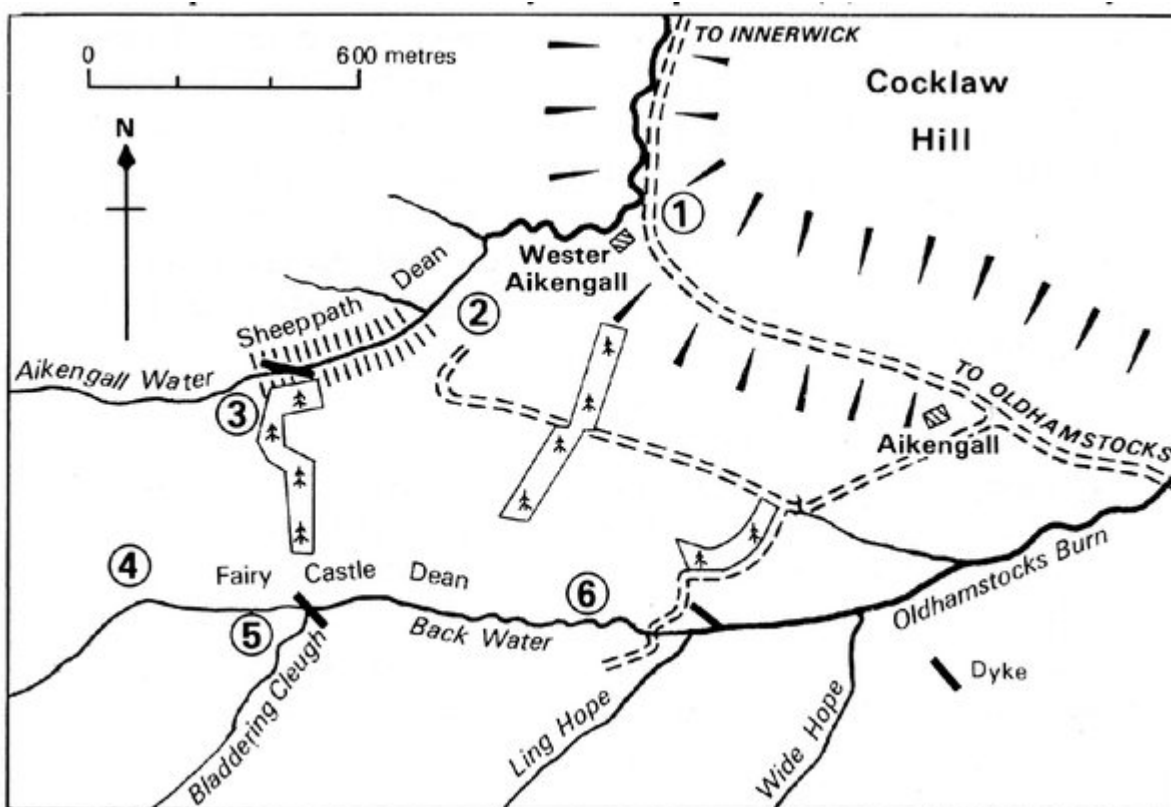 0 600 metres
N
TO INNERWICK
Cocklaw
Hill
1
Wester
Aikengall
Sheeppath Dean
2
Aikengall Water
3
TO OLDHAMSTOCKS
Aikengall
4
Fairy Castle Dean
5
6
Back Water
Oldhamstocks Burn
Bladdering Cleugh
Ling Hope
Wide Hope
Dyke